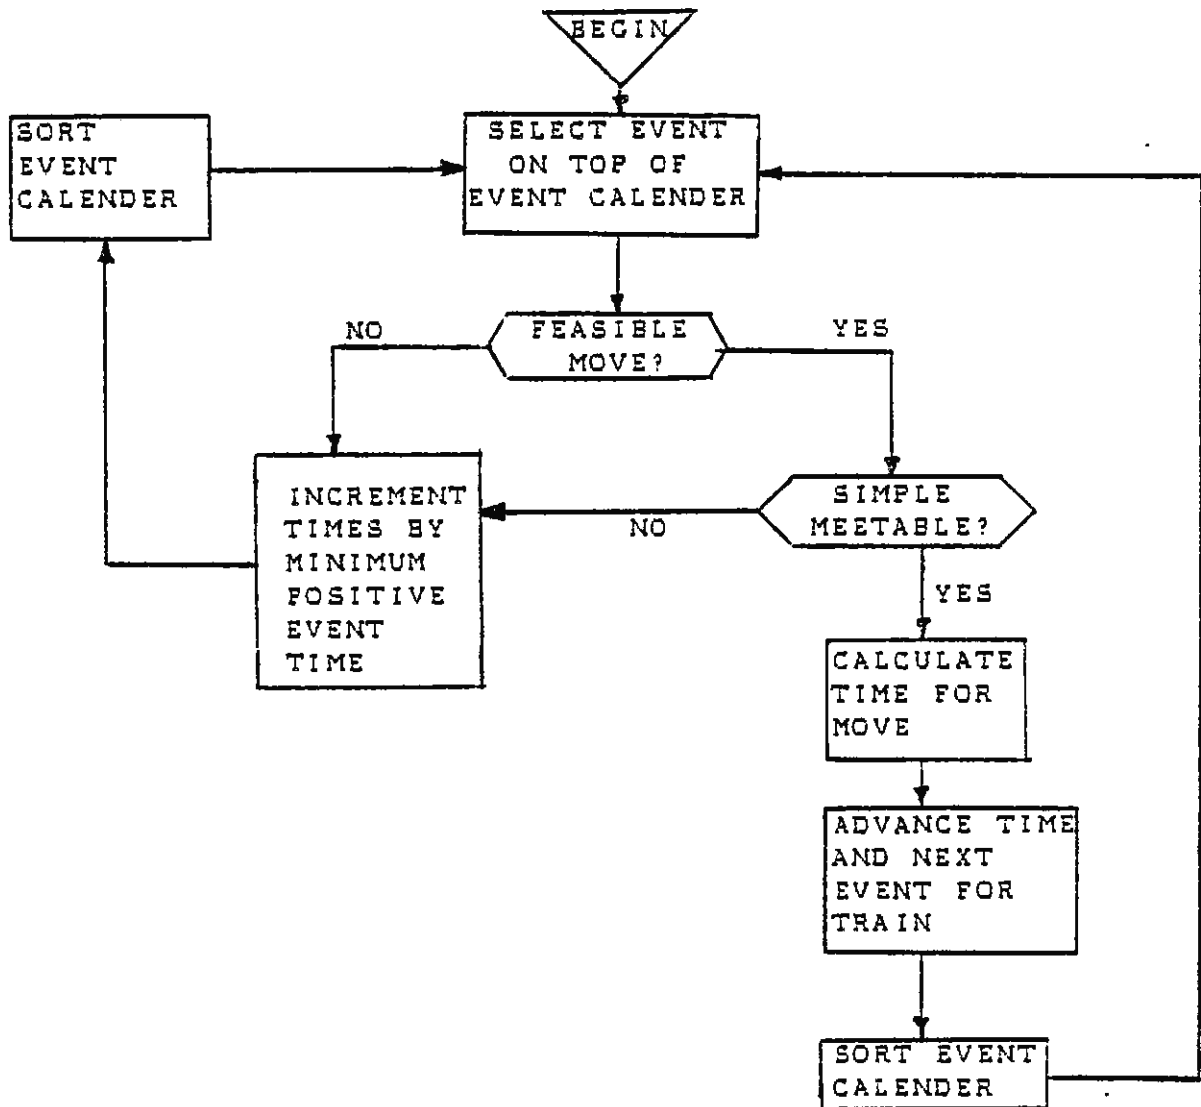 BEGIN
SORT
EVENT
CALENDER
SELECT EVENT
ON TOP OF
EVENT CALENDER
NO
FEASIBLE
MOVE?
YES
INCREMENT
TIMES BY
MINIMUM
POSITIVE
EVENT
TIME
NO
SIMPLE
MEETABLE?
YES
CALCULATE
TIME FOR
MOVE
ADVANCE TIME
AND NEXT
EVENT FOR
TRAIN
SORT EVENT
CALENDER